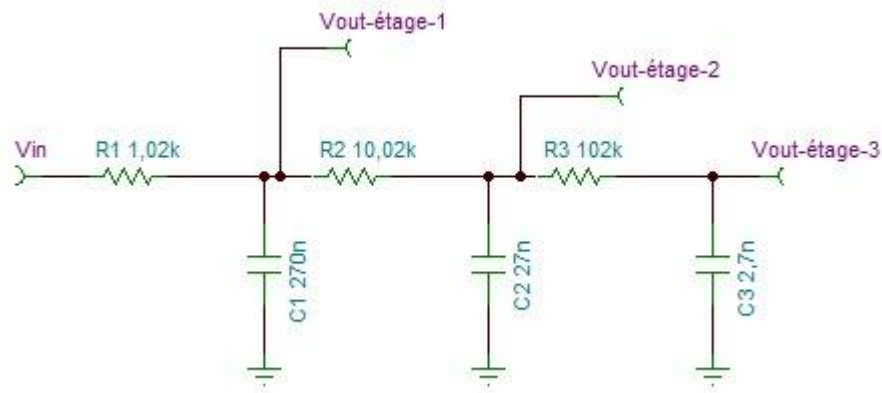 Vout-étage-1
Vout-étage-2
Vin
R1 1,02k
R2 10,02k
R3 102k
Vout-étage-3
C1 270n
C2 27n
C3 2,7n